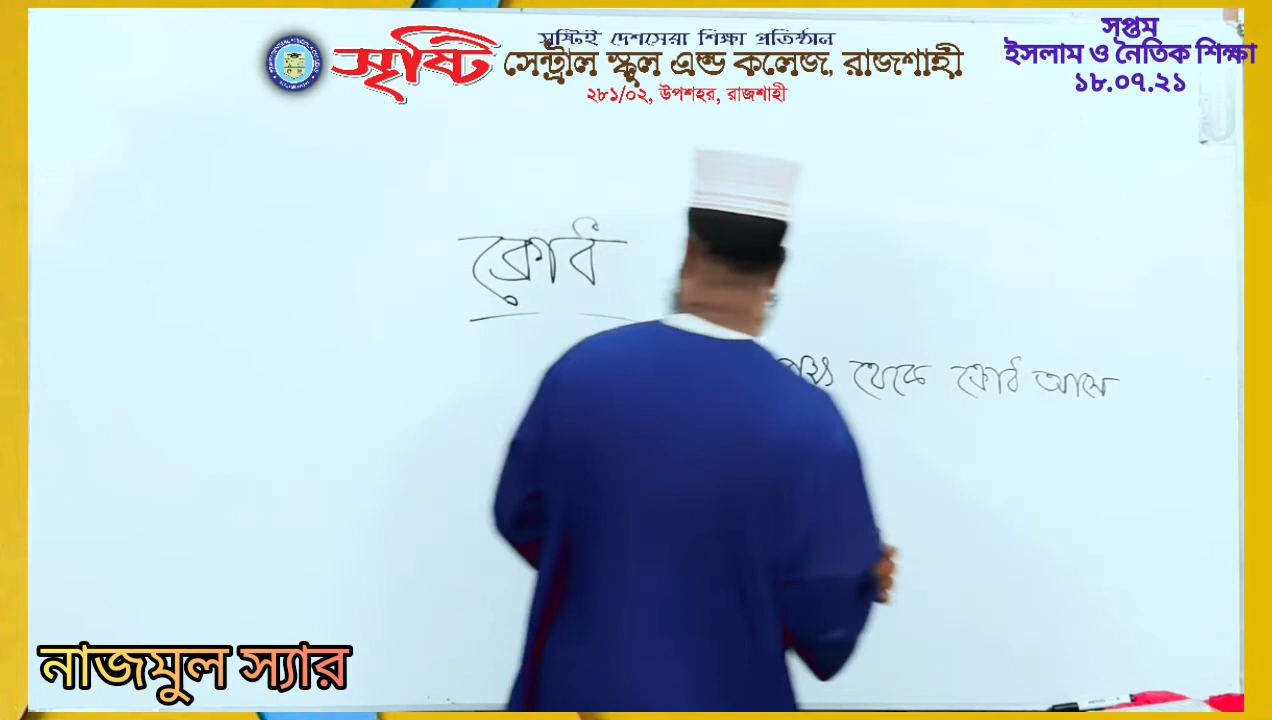 সৃষ্টিই দেশসেরা শিক্ষা প্রতিষ্ঠান
সৃষ্টি সেন্ট্রাল স্কুল এন্ড কলেজ, রাজশাহী
২৮১/০২, উপশহর, রাজশাহী
সপ্তম
ইসলাম ও নৈতিক শিক্ষা
১৮.০৭.২১
ক্রোধ
থেকে ক্রোধ আসে
নাজমুল স্যার